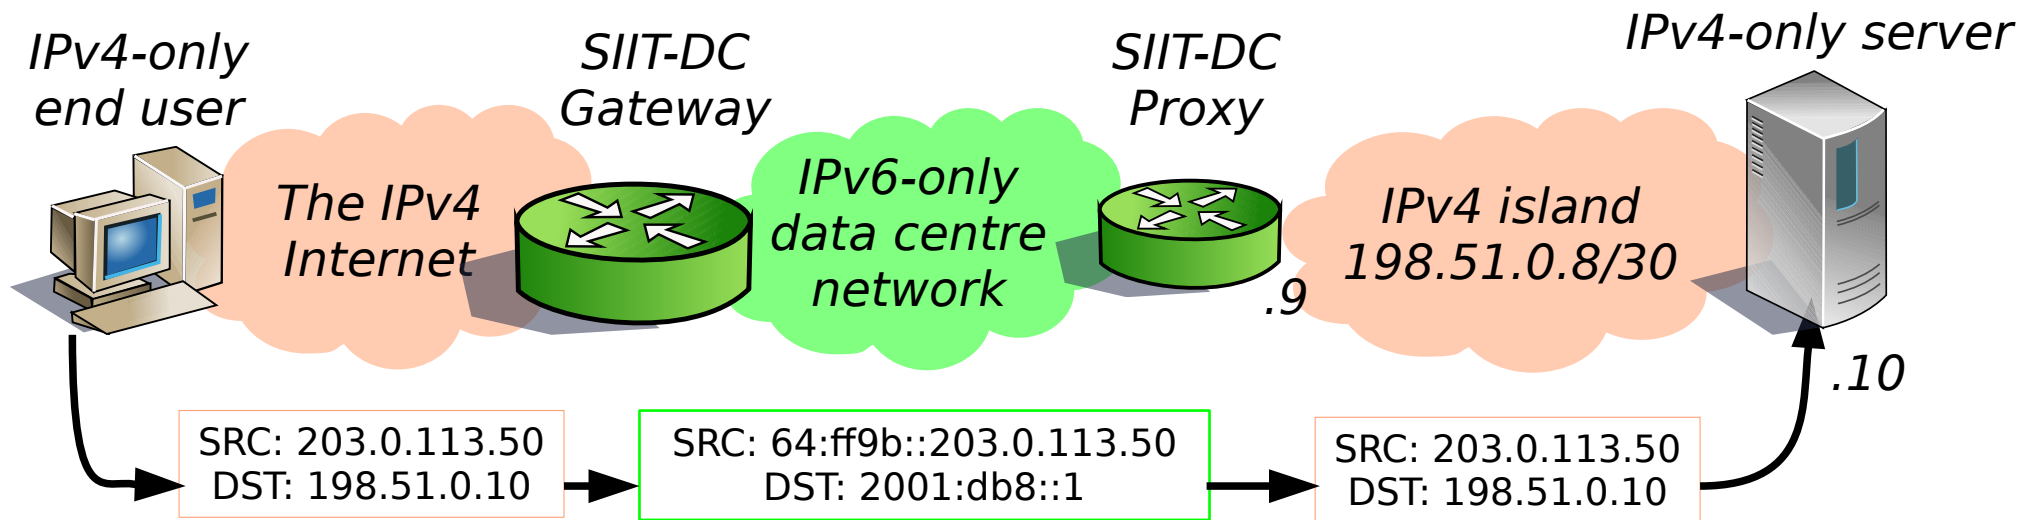 IPv4-only
end user
SIIT-DC
Gateway
SIIT-DC
Proxy
IPv4-only server
The IPv4
Internet
IPv6-only
data centre
network
IPv4 island
198.51.0.8/30
.9
.10
SRC: 203.0.113.50
DST: 198.51.0.10
SRC: 64:ff9b::203.0.113.50
DST: 2001:db8::1
SRC: 203.0.113.50
DST: 198.51.0.10